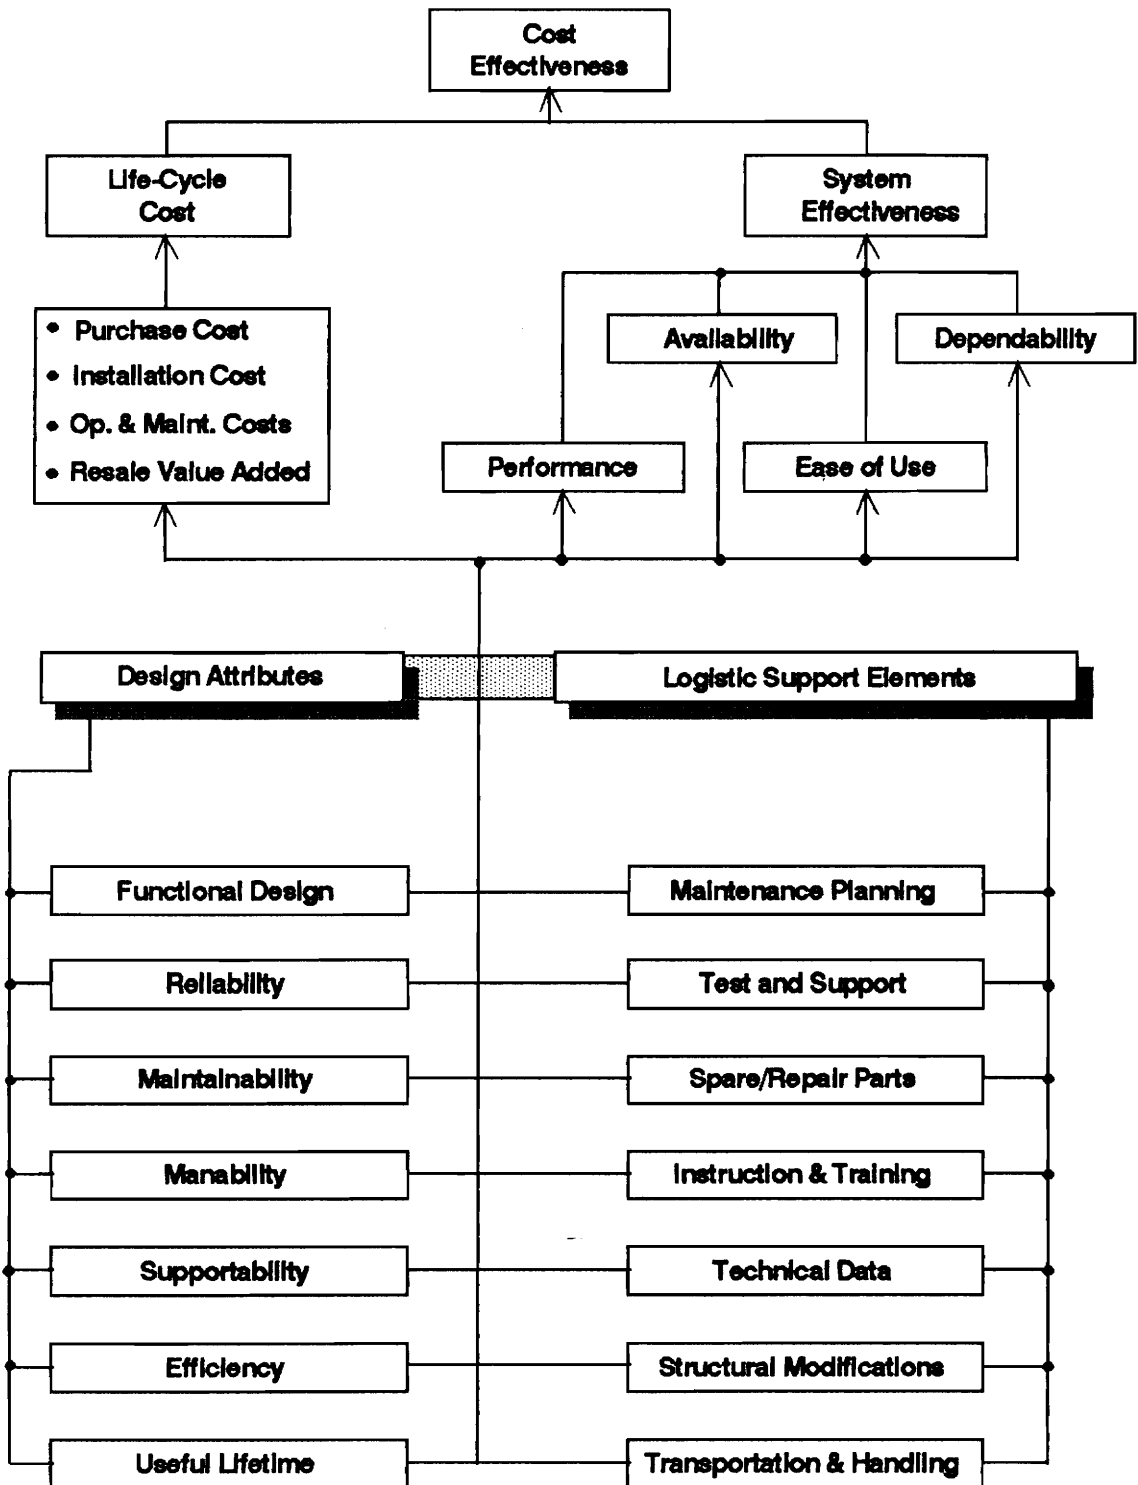 Cost
Effectiveness
Life-Cycle
Cost
System
Effectiveness
• Purchase Cost
• Installation Cost
• Op. & Maint. Costs
• Resale Value Added
Availability
Dependability
Performance
Ease of Use
Design Attributes
Logistic Support Elements
Functional Design
Maintenance Planning
Reliability
Test and Support
Maintainability
Spare/Repair Parts
Manability
Instruction & Training
Supportability
Technical Data
Efficiency
Structural Modifications
Useful Lifetime
Transportation & Handling